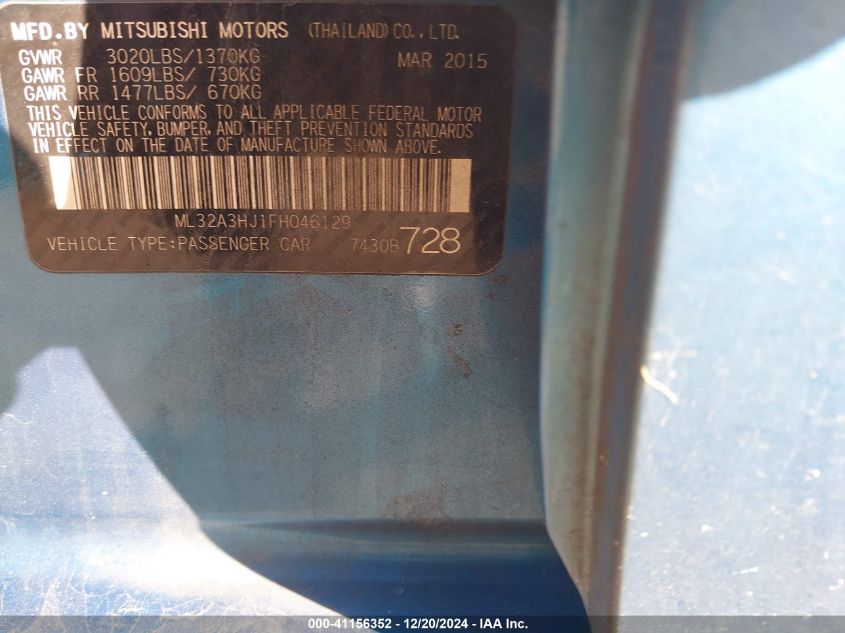 MFD. BY MITSUBISHI MOTORS (THAILAND) CO., LTD.
GVWR 3020LBS/1370KG MAR 2015
GAWR FR 1609LBS/ 730KG
GAWR RR 1477LBS/ 670KG
THIS VEHICLE CONFORMS TO ALL APPLICABLE FEDERAL MOTOR
VEHICLE SAFETY, BUMPER, AND THEFT PREVENTION STANDARDS
IN EFFECT ON THE DATE OF MANUFACTURE SHOWN ABOVE.
ML32A3HJ1FH046129
VEHICLE TYPE:PASSENGER CAR 7430B 728
000-41156352 - 12/20/2024 - IAA Inc.